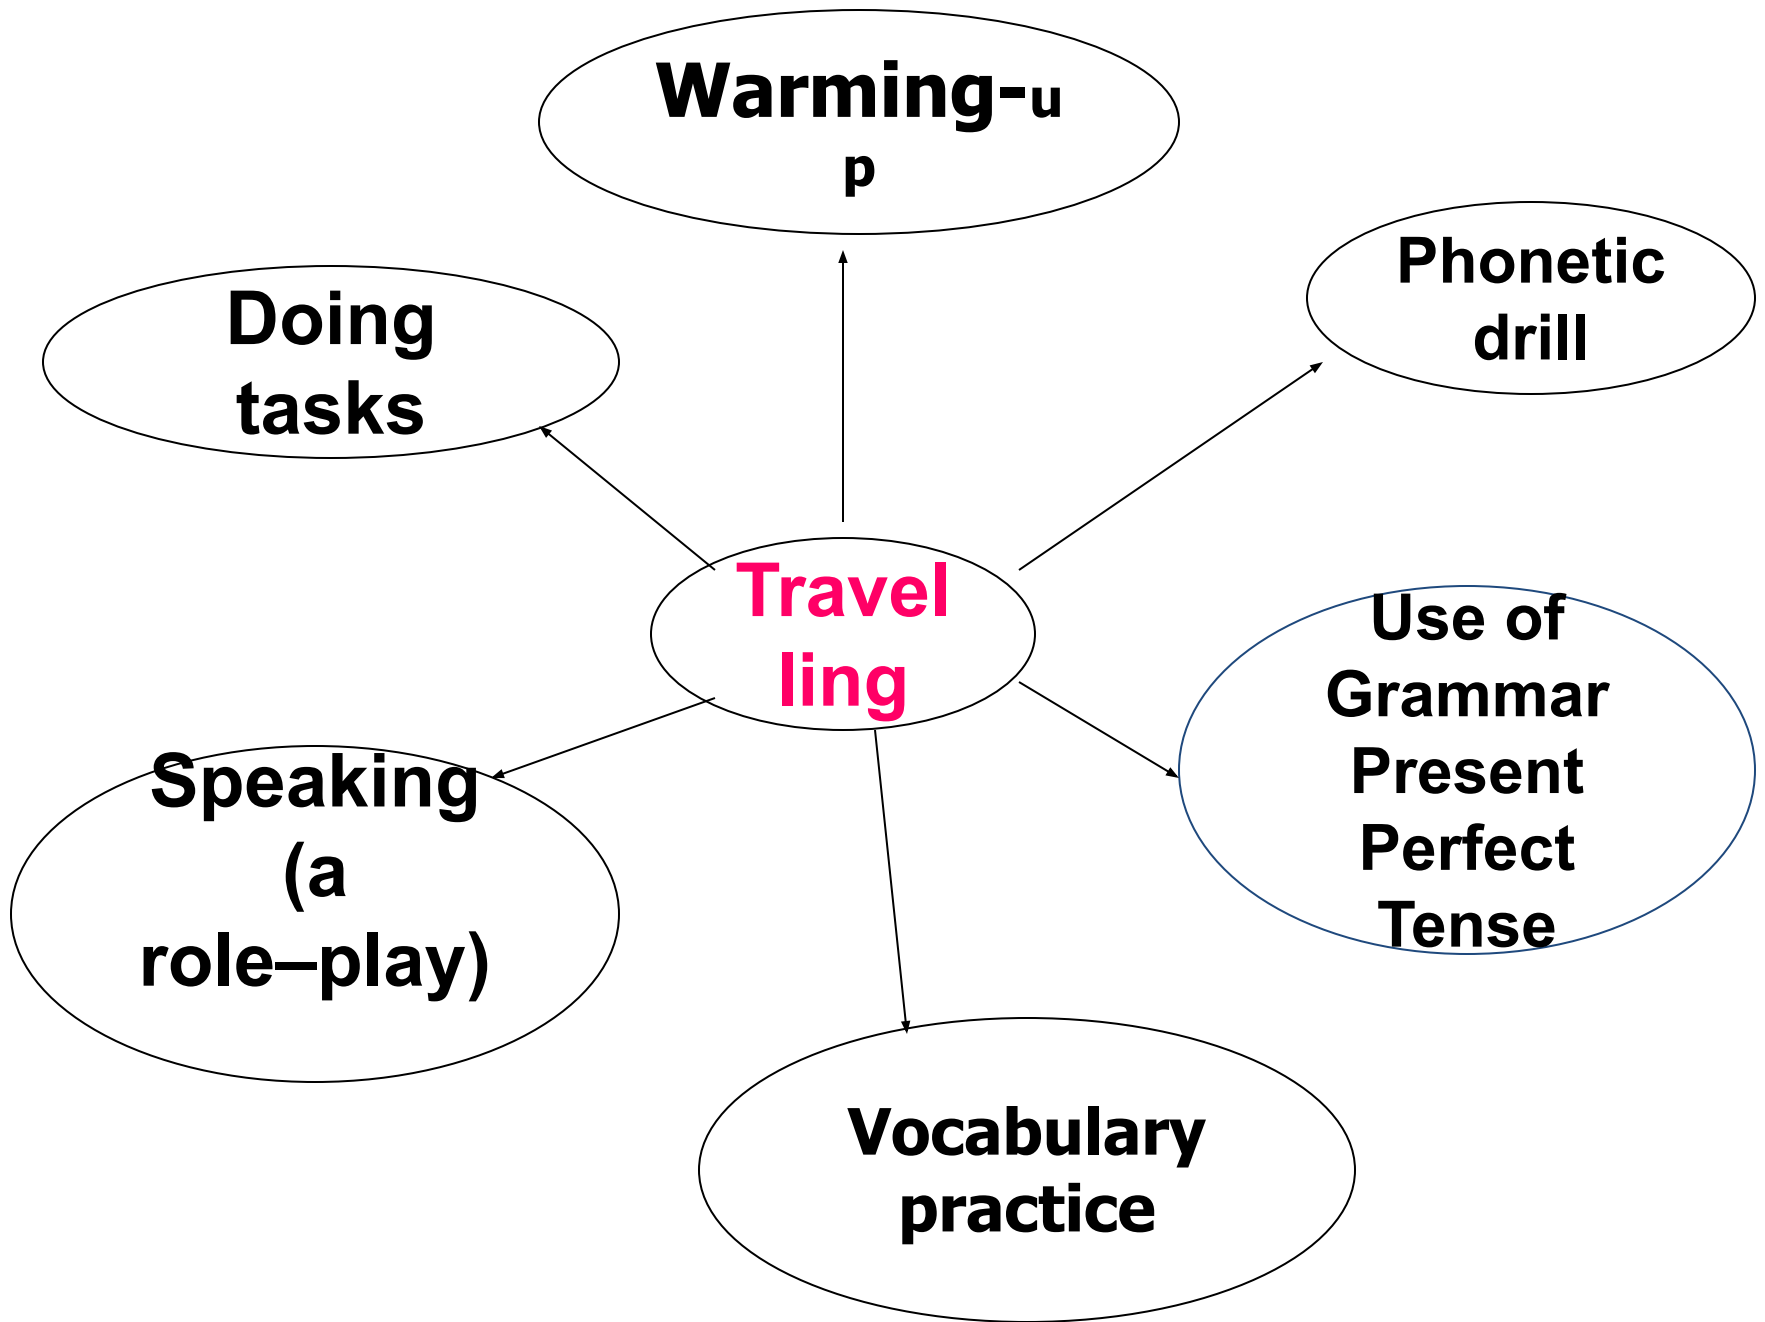 Warming-u
p
Phonetic
drill
Doing
tasks
Travel
ling
Use of
Grammar
Present
Perfect
Tense
Speaking
(a
role–play)
Vocabulary
practice